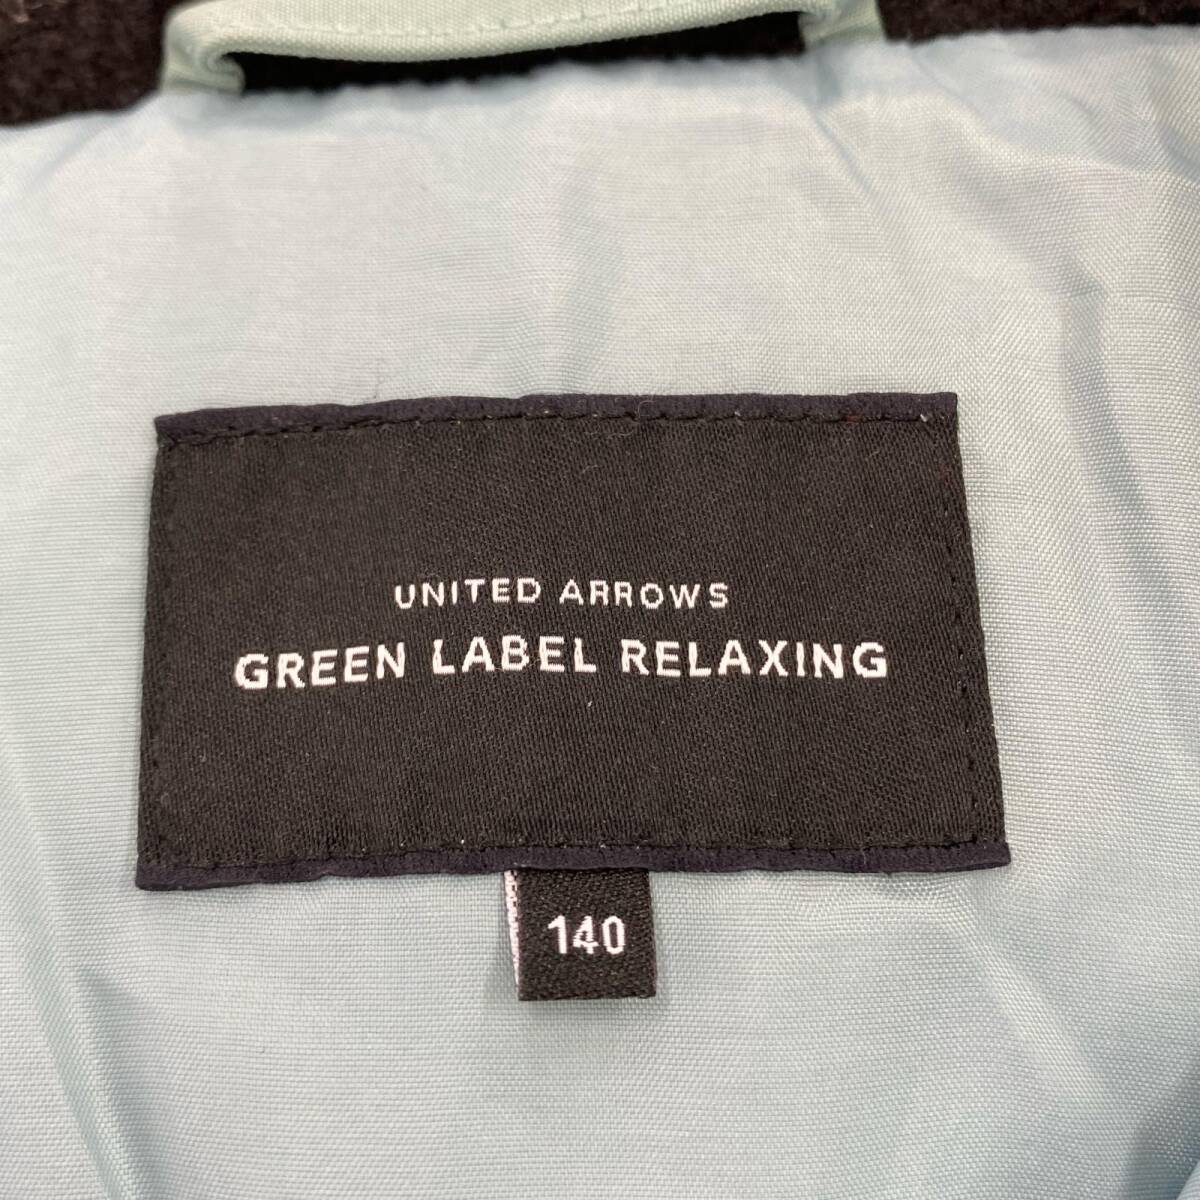 UNITED ARROWS
GREEN LABEL RELAXING
140